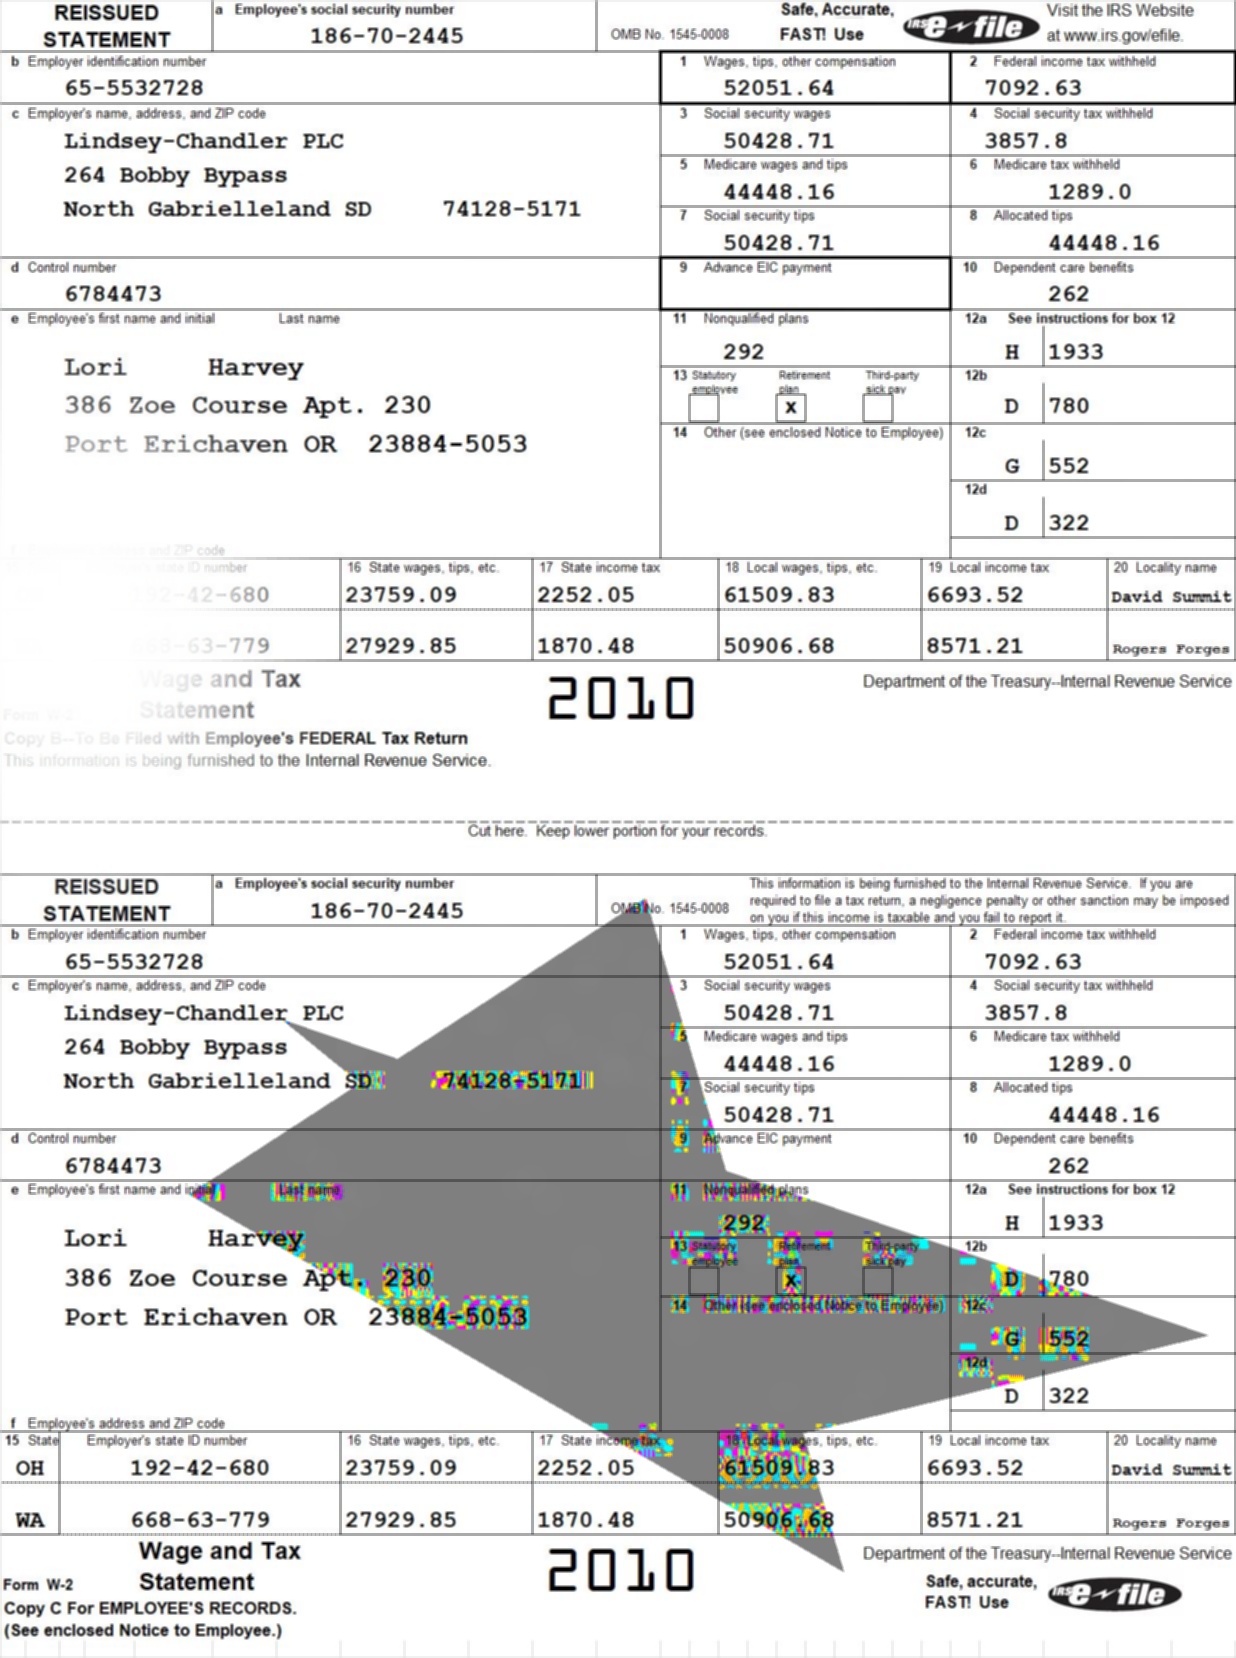 REISSUED STATEMENT
a Employee's social security number
186-70-2445
OMB No. 1545-0008
Safe, Accurate, FAST! Use
IRS e-file
Visit the IRS Website at www.irs.gov/efile.
b Employer identification number
65-5532728
1 Wages, tips, other compensation
52051.64
2 Federal income tax withheld
7092.63
c Employer's name, address, and ZIP code
Lindsey-Chandler PLC
264 Bobby Bypass
North Gabrielleland SD 74128-5171
3 Social security wages
50428.71
4 Social security tax withheld
3857.8
5 Medicare wages and tips
44448.16
6 Medicare tax withheld
1289.0
7 Social security tips
50428.71
8 Allocated tips
44448.16
d Control number
6784473
9 Advance EIC payment
10 Dependent care benefits
262
e Employee's first name and initial Last name
Lori Harvey
386 Zoe Course Apt. 230
Port Erichaven OR 23884-5053
11 Nonqualified plans
292
12a See instructions for box 12
H 1933
13 Statutory employee Retirement plan Third-party sick pay
X
12b
D 780
14 Other (see enclosed Notice to Employee)
12c
G 552
12d
D 322
and ZIP code
state ID number
16 State wages, tips, etc.
17 State income tax
18 Local wages, tips, etc.
19 Local income tax
20 Locality name
192-42-680 23759.09 2252.05 61509.83 6693.52 David Summit
668-63-779 27929.85 1870.48 50906.68 8571.21 Rogers Forges
Form W-2
Wage and Tax Statement
2010
Department of the Treasury--Internal Revenue Service
Copy B--To Be Filed with Employee's FEDERAL Tax Return
This information is being furnished to the Internal Revenue Service.
Cut here. Keep lower portion for your records.
REISSUED STATEMENT
a Employee's social security number
186-70-2445
OMB No. 1545-0008
This information is being furnished to the Internal Revenue Service. If you are
required to file a tax return, a negligence penalty or other sanction may be imposed
on you if this income is taxable and you fail to report it.
b Employer identification number
65-5532728
1 Wages, tips, other compensation
52051.64
2 Federal income tax withheld
7092.63
c Employer's name, address, and ZIP code
Lindsey-Chandler PLC
264 Bobby Bypass
North Gabrielleland SD 74128-5171
3 Social security wages
50428.71
4 Social security tax withheld
3857.8
5 Medicare wages and tips
44448.16
6 Medicare tax withheld
1289.0
7 Social security tips
50428.71
8 Allocated tips
44448.16
d Control number
6784473
9 Advance EIC payment
10 Dependent care benefits
262
e Employee's first name and initial Last name
Lori Harvey
386 Zoe Course Apt. 230
Port Erichaven OR 23884-5053
11 Nonqualified plans
292
12a See instructions for box 12
H 1933
13 Statutory employee Retirement plan Third-party sick pay
X
12b
D 780
14 Other (see enclosed Notice to Employee)
12c
G 552
12d
D 322
f Employee's address and ZIP code
15 State Employer's state ID number
16 State wages, tips, etc.
17 State income tax
18 Local wages, tips, etc.
19 Local income tax
20 Locality name
OH 192-42-680 23759.09 2252.05 61509.83 6693.52 David Summit
WA 668-63-779 27929.85 1870.48 50906.68 8571.21 Rogers Forges
Form W-2
Wage and Tax Statement
2010
Department of the Treasury--Internal Revenue Service
Copy C For EMPLOYEE'S RECORDS.
(See enclosed Notice to Employee.)
Safe, accurate, FAST! Use
IRS e-file